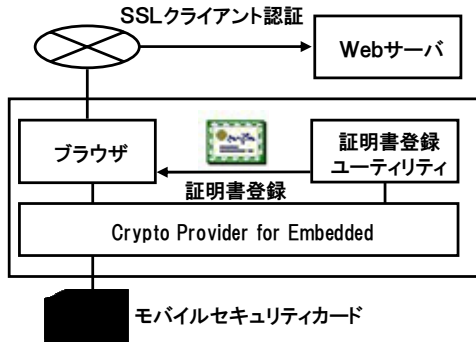 SSLクライアント認証
Webサーバ
ブラウザ
証明書登録
ユーティリティ
証明書登録
Crypto Provider for Embedded
モバイルセキュリティカード